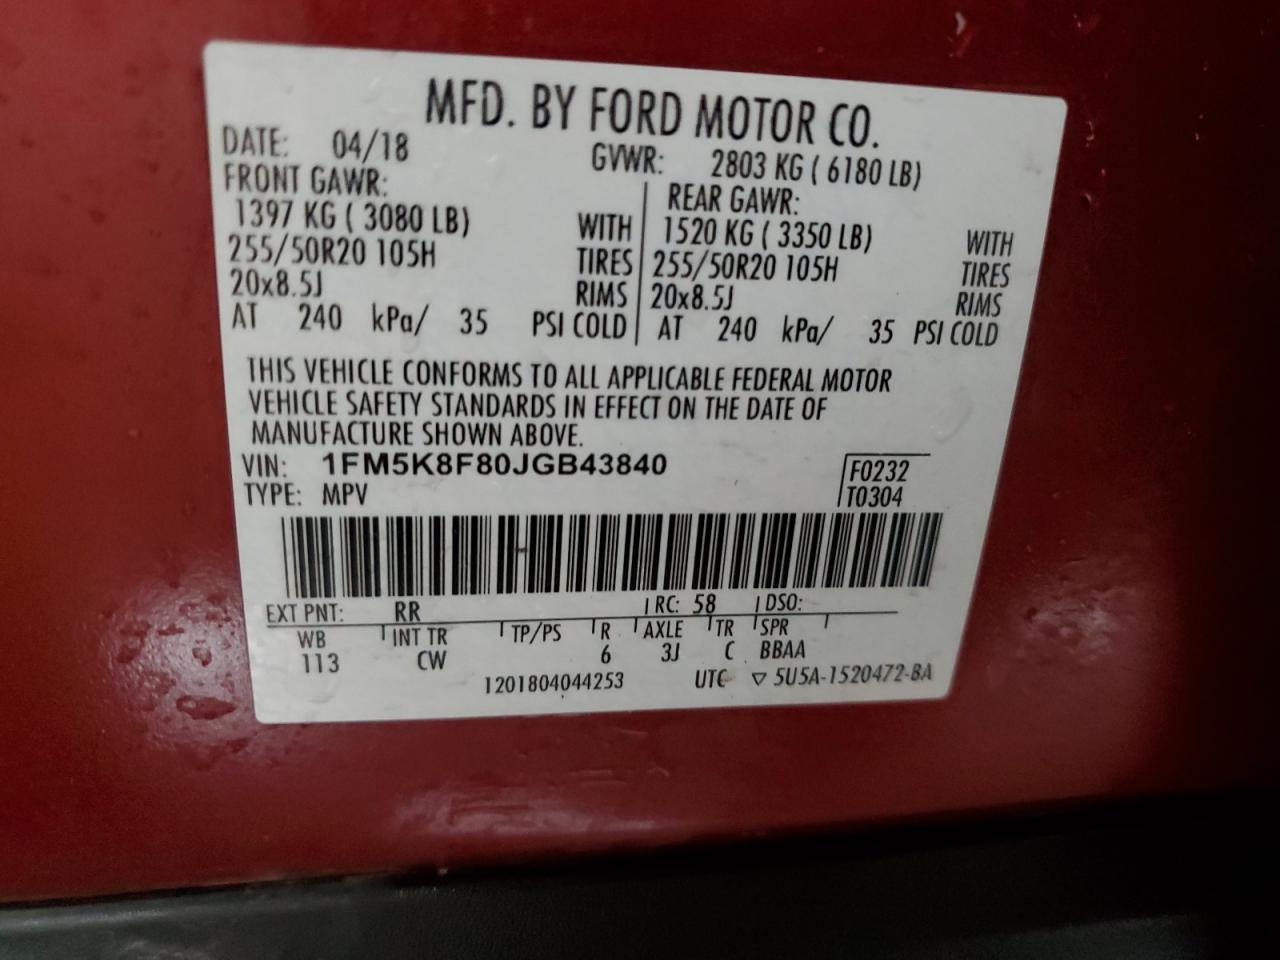 MFD. BY FORD MOTOR CO.
DATE: 04/18 GVWR: 2803 KG ( 6180 LB)
FRONT GAWR: REAR GAWR:
1397 KG ( 3080 LB) WITH 1520 KG ( 3350 LB) WITH
255/50R20 105H TIRES 255/50R20 105H TIRES
20x8.5J RIMS 20x8.5J RIMS
AT 240 kPa/ 35 PSI COLD AT 240 kPa/ 35 PSI COLD
THIS VEHICLE CONFORMS TO ALL APPLICABLE FEDERAL MOTOR
VEHICLE SAFETY STANDARDS IN EFFECT ON THE DATE OF
MANUFACTURE SHOWN ABOVE.
VIN: 1FM5K8F80JGB43840 F0232
TYPE: MPV T0304
EXT PNT: RR RC: 58 DSO:
WB INT TR TP/PS R AXLE TR SPR
113 CW 6 3J C BBAA
1201804044253 UTC ▽ 5U5A-1520472-BA